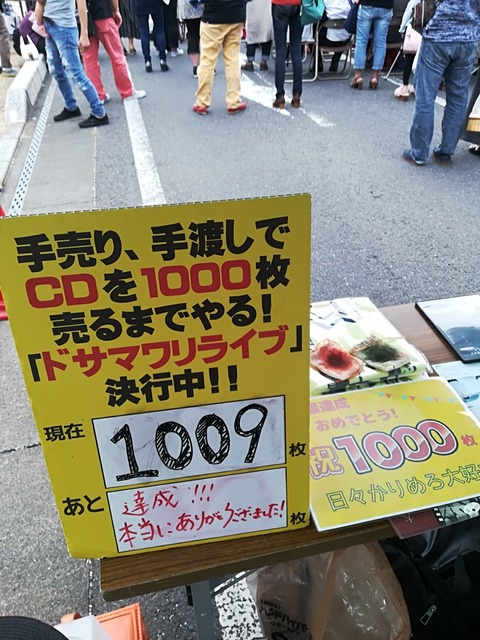 手売り、手渡しで
CDを1000枚
売るまでやる!
「ドサマワリライブ」
決行中!!
現在 1009 枚
あと 達成!!!
本当にありがとうございました! 枚
達成
おめでとう!
祝1000枚
日々かりめろ大好